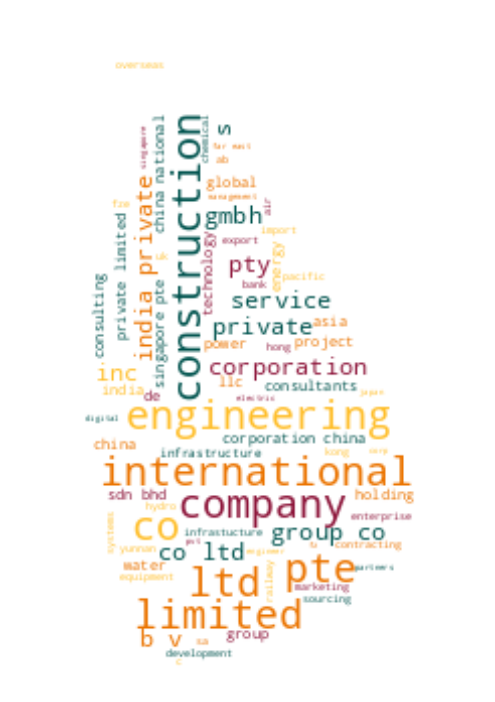 overseas
construction
s
china national
singapore
chemical
far east
ab
global
management
india private
fze
gmbh
air
private limited
technology
export
import
uk
pty
energy
bank
pacific
consulting
singapore pte
service
private
asia
power
hong
project
inc
corporation
llc
consultants
india
de
electric
japan
digital
engineering
china
corporation china
infrastructure
kong
corp
international
sdn bhd
company
holding
hydro
enterprise
co
systems
infrastucture
group co
yunnan
pvt
co ltd
engineer
contracting
water
equipment
ltd
railway
pte
partners
marketing
sourcing
limited
b v
sa
group
development
c